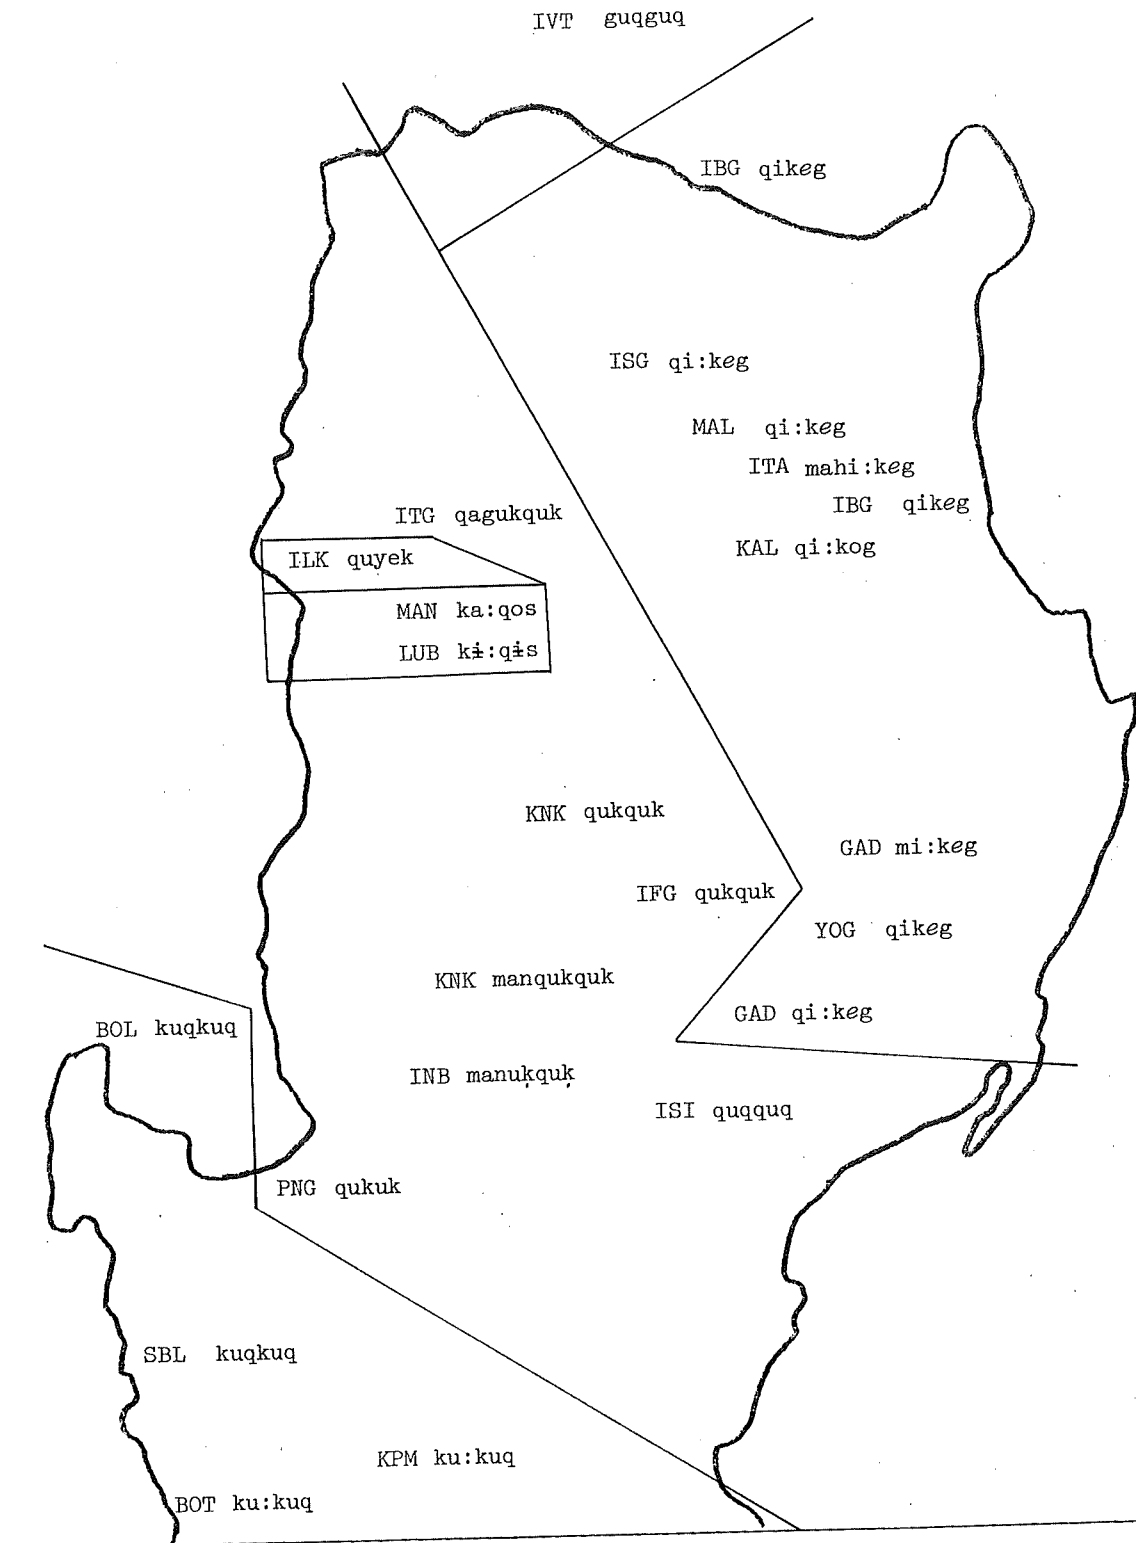 IVT guqguq
IBG qikeg
ISG qi:keg
MAL qi:keg
ITA mahi:keg
IBG qikeg
ITG qagukquk
KAL qi:kog
ILK quyek
MAN ka:qos
LUB kɨ:qɨs
KNK qukquk
GAD mi:keg
IFG qukquk
YOG qikeg
KNK manqukquk
GAD qi:keg
BOL kuqkuq
INB manuḳquḳ
ISI quqquq
PNG qukuk
SBL kuqkuq
KPM ku:kuq
BOT ku:kuq